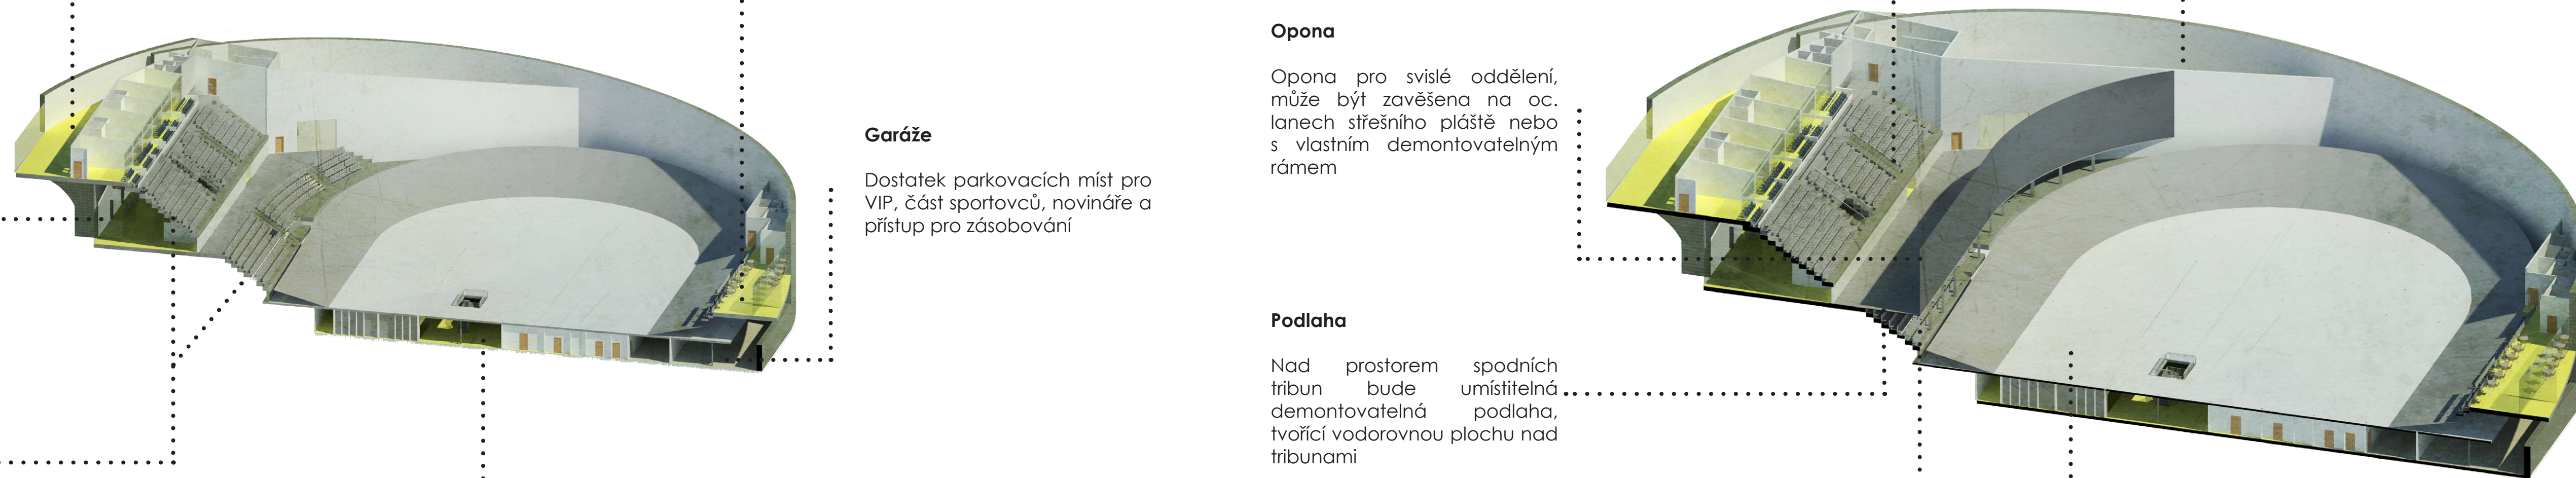 Garáže
Dostatek parkovacích míst pro
VIP, část sportovců, novináře a
přístup pro zásobování
Opona
Opona pro svislé oddělení,
může být zavěšena na oc.
lanech střešního pláště nebo
s vlastním demontovatelným
rámem
Podlaha
Nad prostorem spodních
tribun bude umístitelná
demontovatelná podlaha,
tvořící vodorovnou plochu nad
tribunami